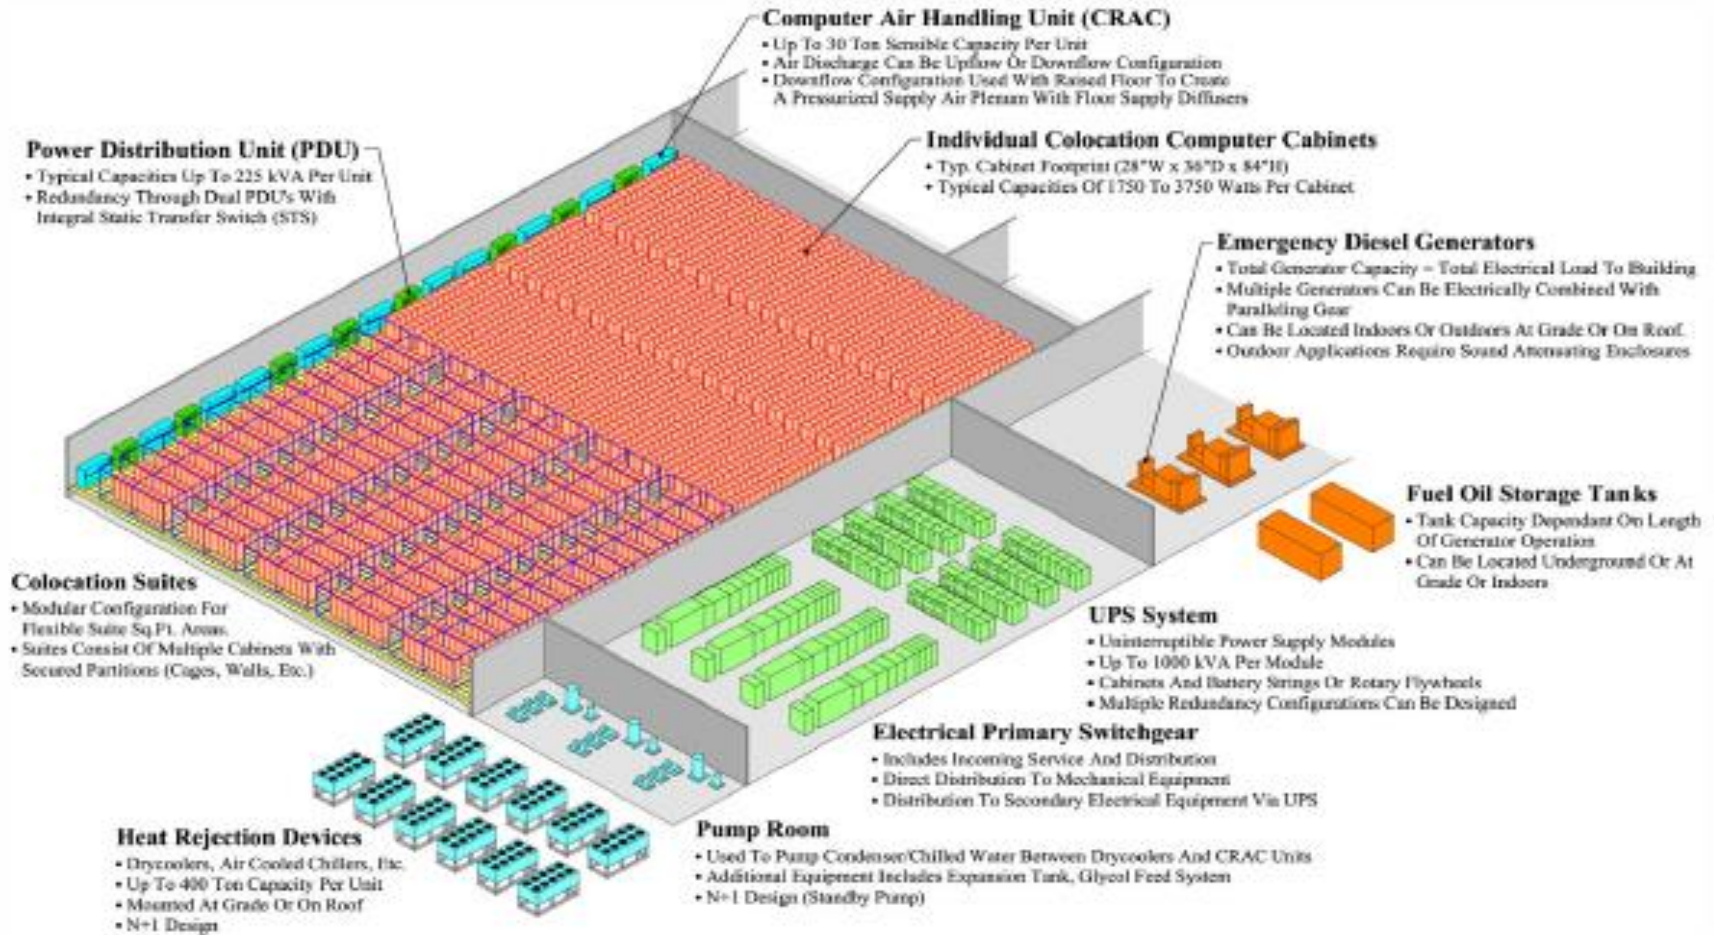 Computer Air Handling Unit (CRAC)
• Up To 30 Ton Sensible Capacity Per Unit
• Air Discharge Can Be Upflow Or Downflow Configuration
• Downflow Configuration Used With Raised Floor To Create
A Pressurized Supply Air Plenum With Floor Supply Diffusers
Power Distribution Unit (PDU)
• Typical Capacities Up To 225 kVA Per Unit
• Redundancy Through Dual PDU's With
Integral Static Transfer Switch (STS)
Individual Colocation Computer Cabinets
• Typ. Cabinet Footprint (28"W x 36"D x 84"H)
• Typical Capacities Of 1750 To 3750 Watts Per Cabinet
Emergency Diesel Generators
• Total Generator Capacity = Total Electrical Load To Building
• Multiple Generators Can Be Electrically Combined With
Paralleling Gear
• Can Be Located Indoors Or Outdoors At Grade Or On Roof.
• Outdoor Applications Require Sound Attenuating Enclosures
Fuel Oil Storage Tanks
• Tank Capacity Dependant On Length
Of Generator Operation
• Can Be Located Underground Or At
Grade Or Indoors
Colocation Suites
• Modular Configuration For
Flexible Suite Sq.Ft. Areas.
• Suites Consist Of Multiple Cabinets With
Secured Partitions (Cages, Walls, Etc.)
UPS System
• Uninterruptible Power Supply Modules
• Up To 1000 kVA Per Module
• Cabinets And Battery Strings Or Rotary Flywheels
• Multiple Redundancy Configurations Can Be Designed
Electrical Primary Switchgear
• Includes Incoming Service And Distribution
• Direct Distribution To Mechanical Equipment
• Distribution To Secondary Electrical Equipment Via UPS
Pump Room
• Used To Pump Condenser/Chilled Water Between Drycoolers And CRAC Units
• Additional Equipment Includes Expansion Tank, Glycol Feed System
• N+1 Design (Standby Pump)
Heat Rejection Devices
• Drycoolers, Air Cooled Chillers, Etc.
• Up To 400 Ton Capacity Per Unit
• Mounted At Grade Or On Roof
• N+1 Design